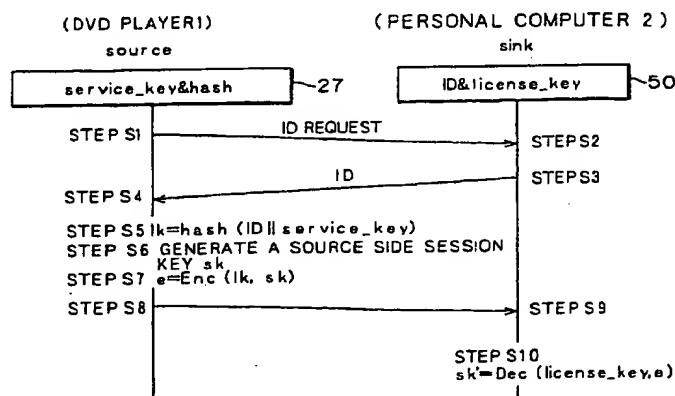 (DVD PLAYER1)
(PERSONAL COMPUTER 2)
source
sink
service_key&hash
27
ID&license_key
50
STEP S1
ID REQUEST
STEP S2
ID
STEP S3
STEP S4
STEP S5 lk=hash (ID || service_key)
STEP S6 GENERATE A SOURCE SIDE SESSION
KEY sk
STEP S7 e=Enc (lk, sk)
STEP S8
STEP S9
STEP S10
sk'=Dec (license_key,e)